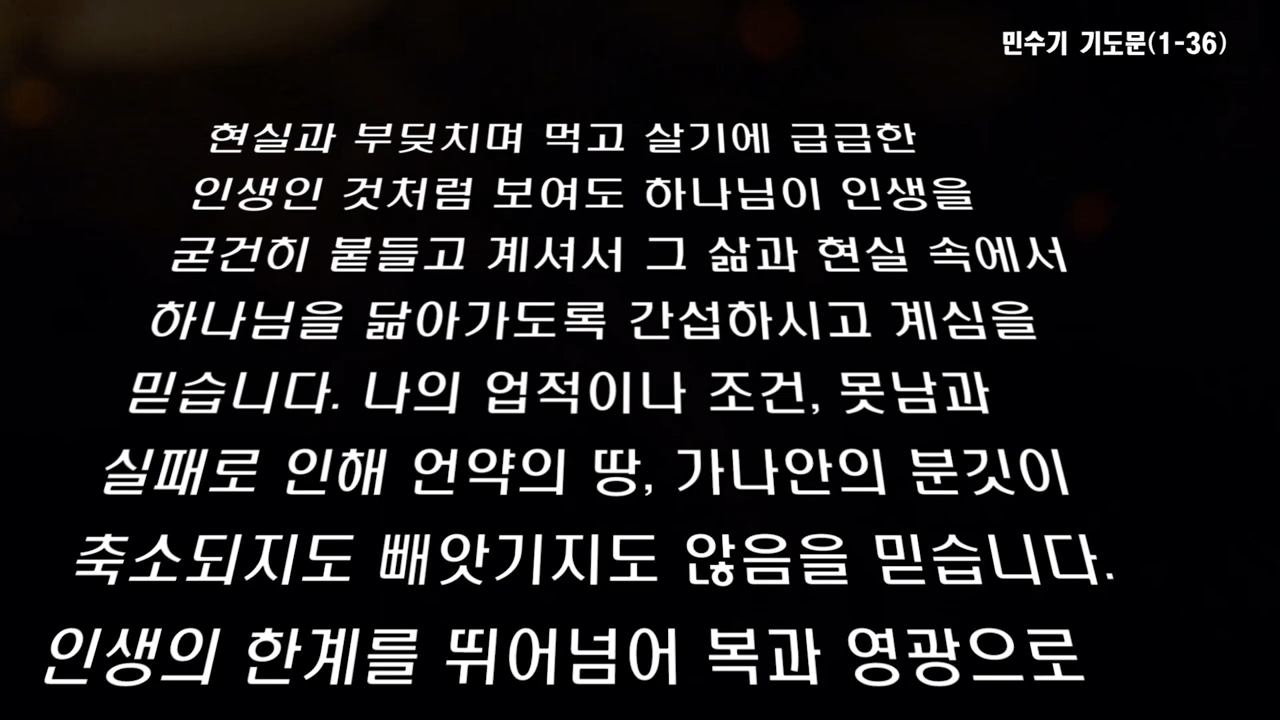 민수기 기도문(1-36)
현실과 부딪치며 먹고 살기에 급급한
인생인 것처럼 보여도 하나님이 인생을
굳건히 붙들고 계셔서 그 삶과 현실 속에서
하나님을 닮아가도록 간섭하시고 계심을
믿습니다. 나의 업적이나 조건, 못남과
실패로 인해 언약의 땅, 가나안의 분깃이
축소되지도 빼앗기지도 않음을 믿습니다.
인생의 한계를 뛰어넘어 복과 영광으로